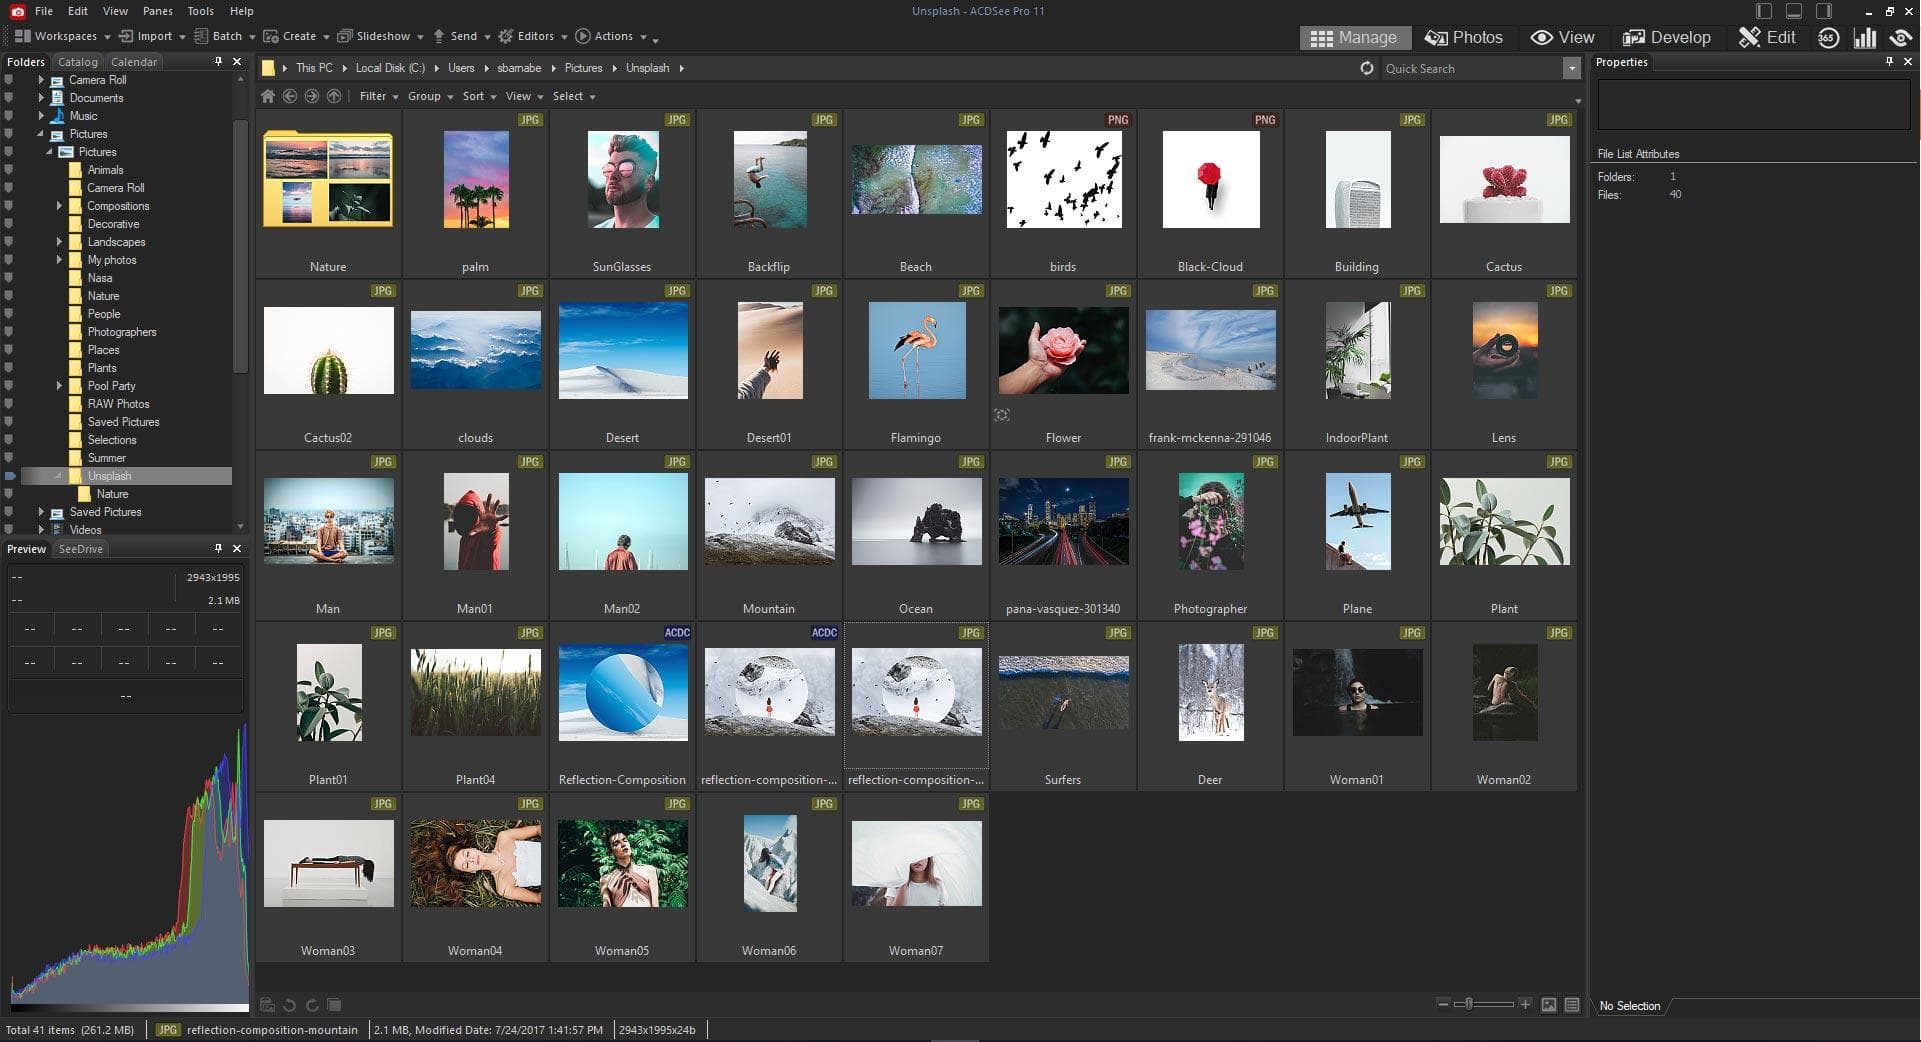 File Edit View Panes Tools Help
Unsplash - ACDSee Pro 11
Workspaces Import Batch Create Slideshow Send Editors Actions
Manage Photos View Develop Edit 365
Folders Catalog Calendar
Camera Roll
Documents
Music
Pictures
Pictures
Animals
Camera Roll
Compositions
Decorative
Landscapes
My photos
Nasa
Nature
People
Photographers
Places
Plants
Pool Party
RAW Photos
Saved Pictures
Selections
Summer
Unsplash
Nature
Saved Pictures
Videos
Preview SeeDrive
-- 2943x1995
-- 2.1 MB
-- -- -- -- --
-- -- -- -- --
--
This PC Local Disk (C:) Users sbarnabe Pictures Unsplash
Quick Search
Filter Group Sort View Select
JPG JPG JPG JPG PNG PNG JPG JPG
Nature palm SunGlasses Backflip Beach birds Black-Cloud Building Cactus
JPG JPG JPG JPG JPG JPG JPG JPG JPG
Cactus02 clouds Desert Desert01 Flamingo Flower frank-mckenna-291046 IndoorPlant Lens
JPG JPG JPG JPG JPG JPG JPG JPG JPG
Man Man01 Man02 Mountain Ocean pana-vasquez-301340 Photographer Plane Plant
JPG JPG ACDC ACDC JPG JPG JPG JPG JPG
Plant01 Plant04 Reflection-Composition reflection-composition-... reflection-composition-... Surfers Deer Woman01 Woman02
JPG JPG JPG JPG JPG
Woman03 Woman04 Woman05 Woman06 Woman07
Properties
File List Attributes
Folders: 1
Files: 40
No Selection
Total 41 items (261.2 MB) JPG reflection-composition-mountain 2.1 MB, Modified Date: 7/24/2017 1:41:57 PM 2943x1995x24b